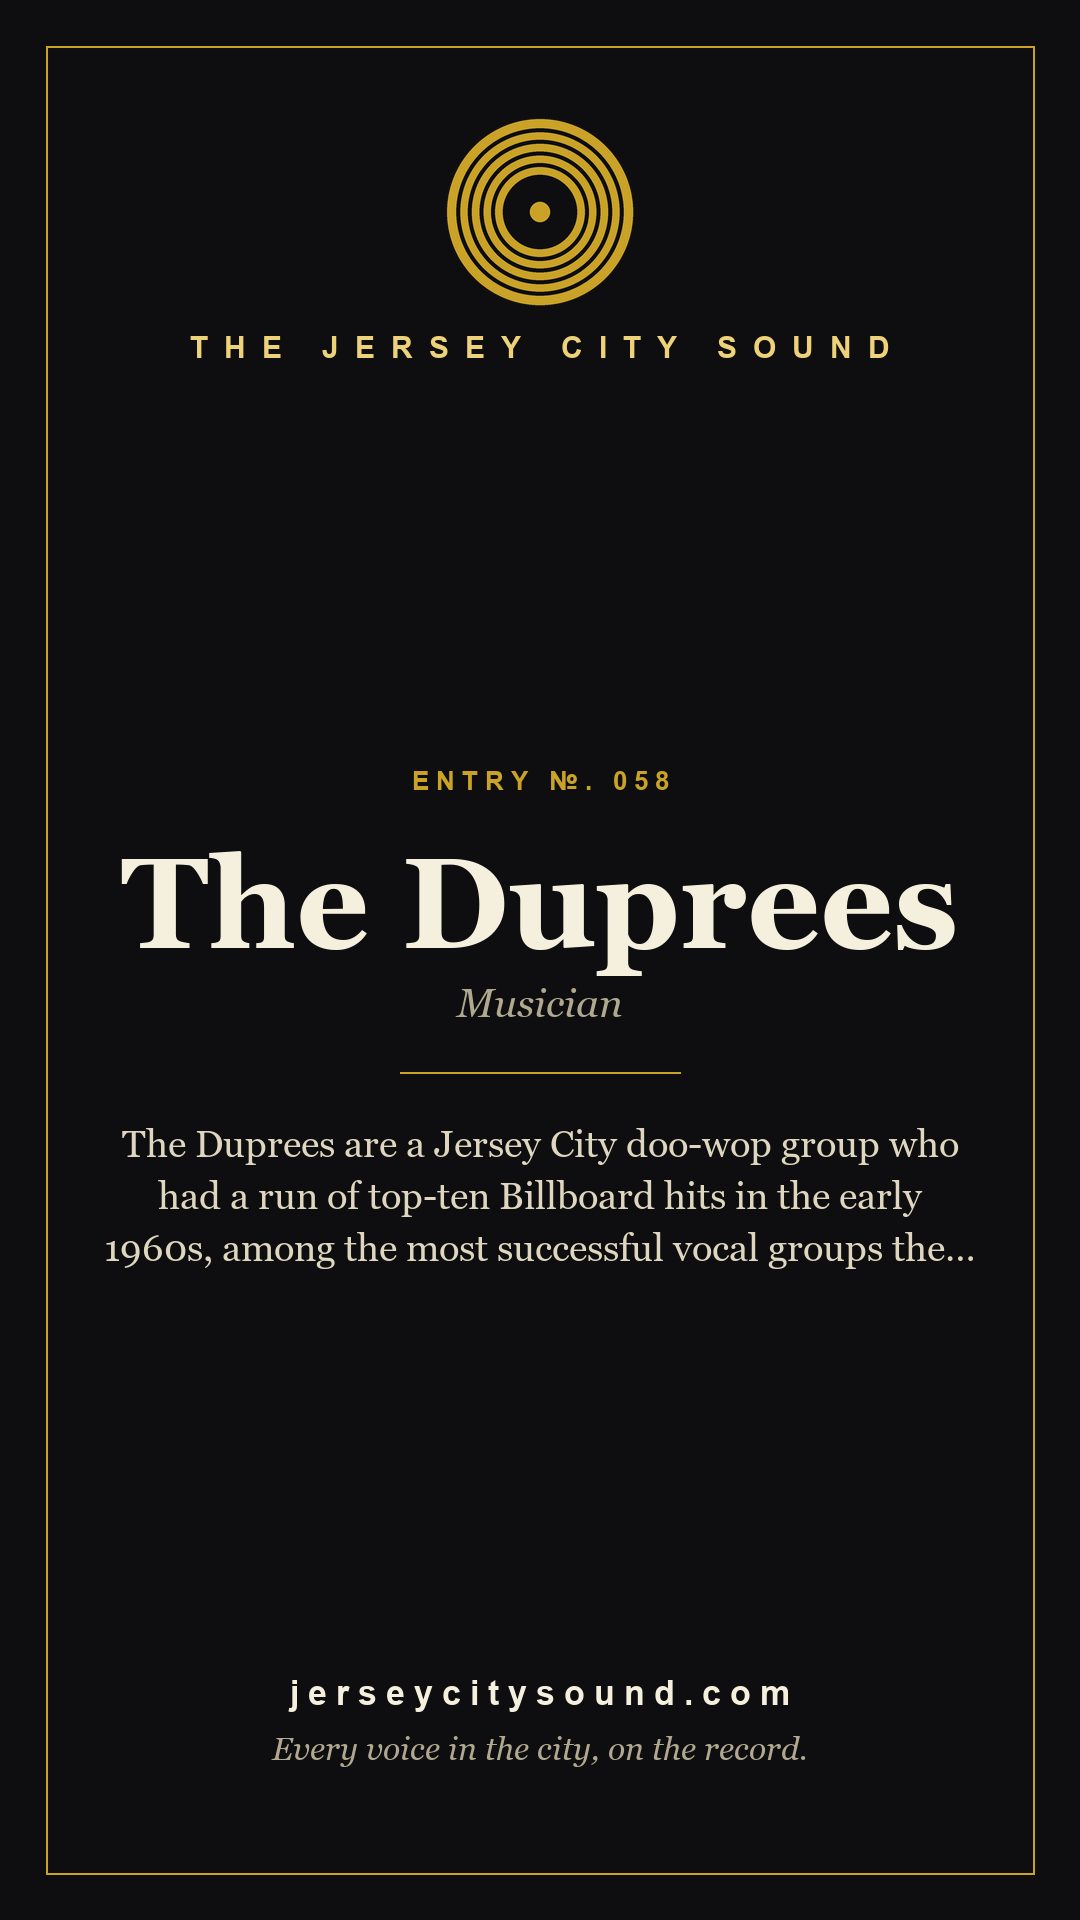 THE JERSEY CITY SOUND
ENTRY №. 058
The Duprees
Musician
The Duprees are a Jersey City doo-wop group who
had a run of top-ten Billboard hits in the early
1960s, among the most successful vocal groups the...
jerseycitysound.com
Every voice in the city, on the record.